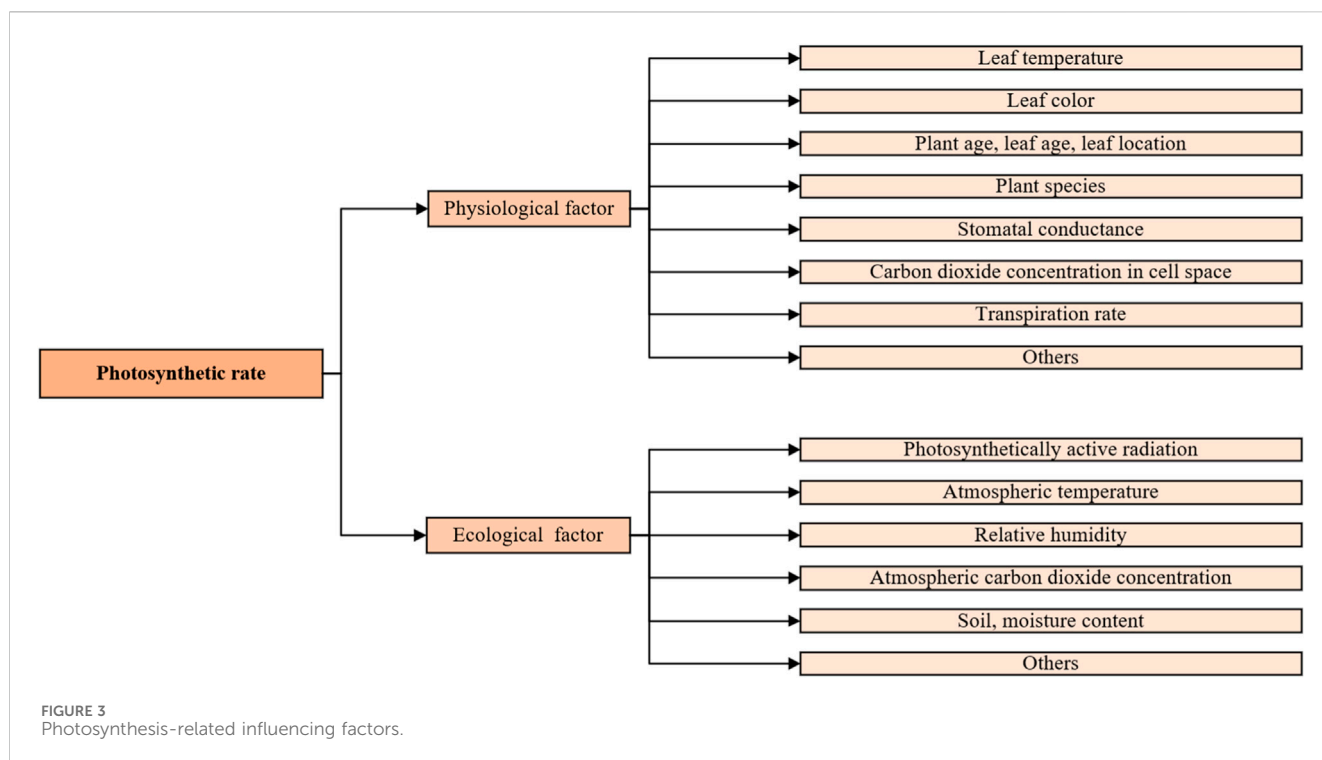 Leaf temperature
Leaf color
Plant age, leaf age, leaf location
Plant species
Physiological factor
Stomatal conductance
Carbon dioxide concentration in cell space
Transpiration rate
Others
Photosynthetic rate
Photosynthetically active radiation
Atmospheric temperature
Ecological factor
Relative humidity
Atmospheric carbon dioxide concentration
Soil, moisture content
Others
FIGURE 3
Photosynthesis-related influencing factors.